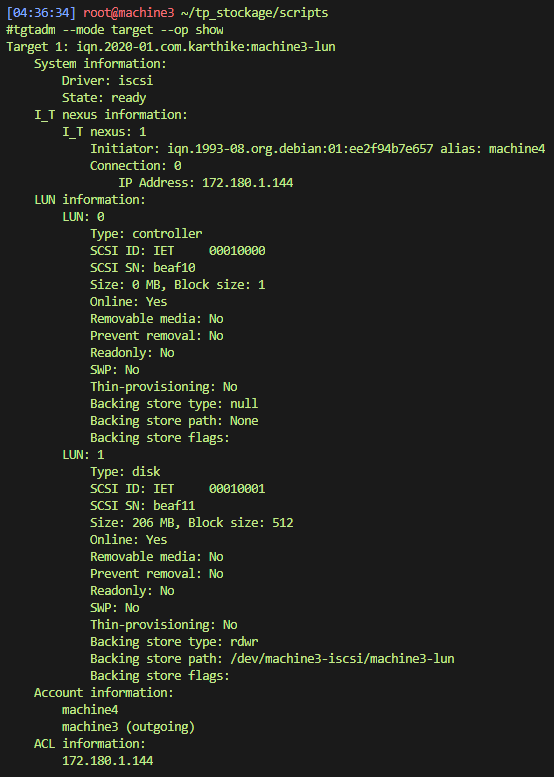 [04:36:34] root@machine3 ~/tp_stockage/scripts
#tgtadm --mode target --op show
Target 1: iqn.2020-01.com.karthike:machine3-lun
    System information:
        Driver: iscsi
        State: ready
    I_T nexus information:
        I_T nexus: 1
            Initiator: iqn.1993-08.org.debian:01:ee2f94b7e657 alias: machine4
            Connection: 0
                IP Address: 172.180.1.144
    LUN information:
        LUN: 0
            Type: controller
            SCSI ID: IET     00010000
            SCSI SN: beaf10
            Size: 0 MB, Block size: 1
            Online: Yes
            Removable media: No
            Prevent removal: No
            Readonly: No
            SWP: No
            Thin-provisioning: No
            Backing store type: null
            Backing store path: None
            Backing store flags:
        LUN: 1
            Type: disk
            SCSI ID: IET     00010001
            SCSI SN: beaf11
            Size: 206 MB, Block size: 512
            Online: Yes
            Removable media: No
            Prevent removal: No
            Readonly: No
            SWP: No
            Thin-provisioning: No
            Backing store type: rdwr
            Backing store path: /dev/machine3-iscsi/machine3-lun
            Backing store flags:
    Account information:
        machine4
        machine3 (outgoing)
    ACL information:
        172.180.1.144